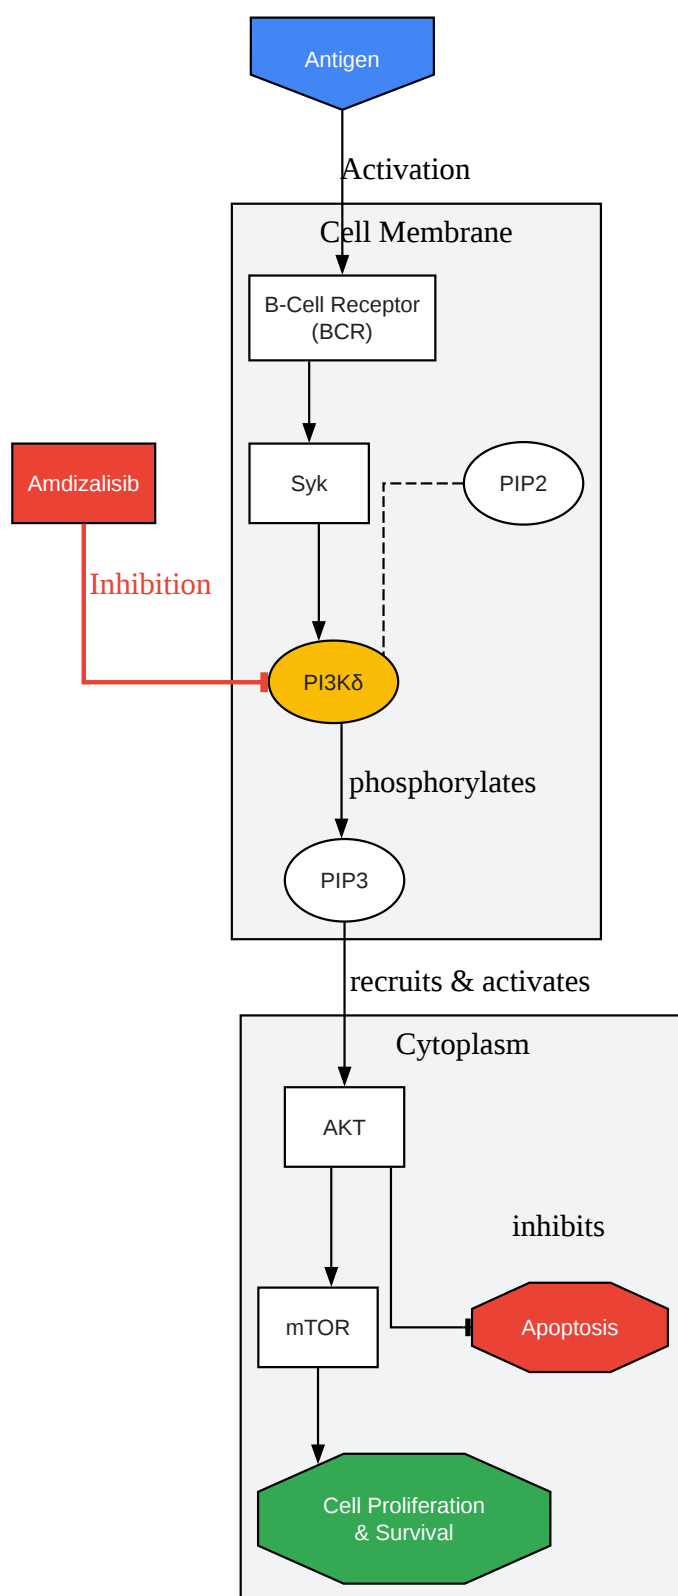 Antigen
Activation
Cell Membrane
B-Cell Receptor
(BCR)
Amdizalisib
Syk
PIP2
Inhibition
PI3Kδ
phosphorylates
PIP3
recruits & activates
Cytoplasm
AKT
inhibits
mTOR
Apoptosis
Cell Proliferation
& Survival